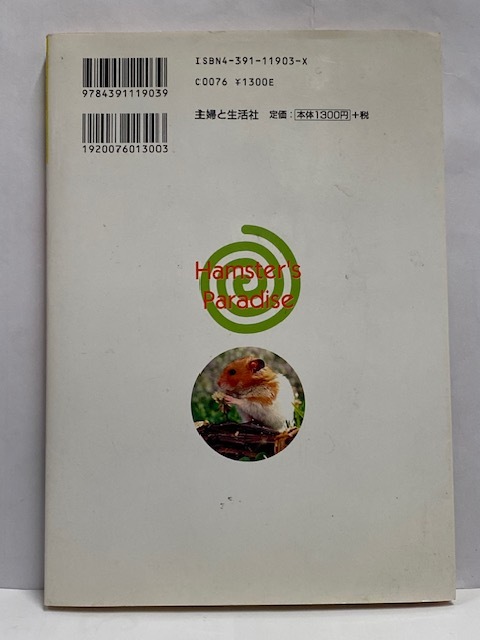 ISBN4-391-11903-X
C0076 ¥1300E
主婦と生活社 定価：本体1300円+税
9784391119039
1920076013003
Hamster's
Paradise